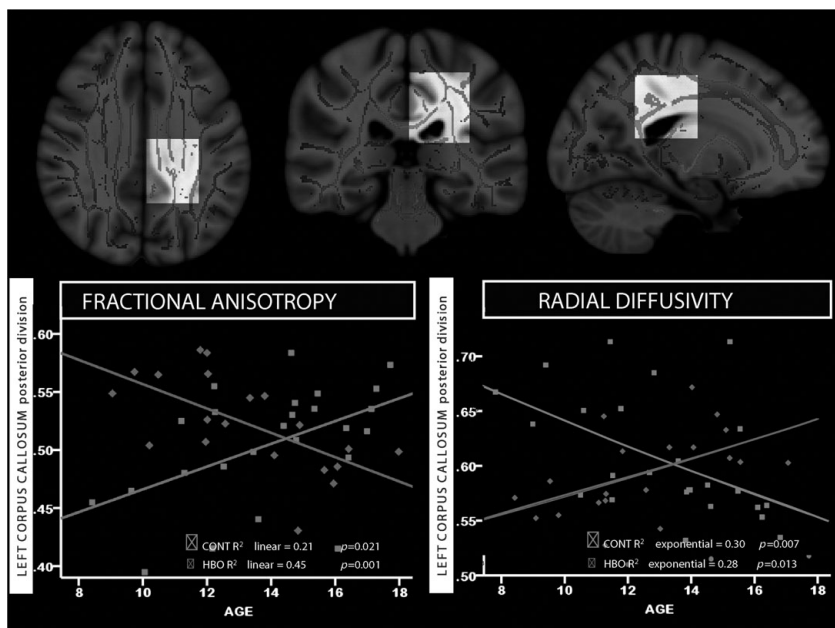 FRACTIONAL ANISOTROPY
LEFT CORPUS CALLOSUM posterior division
.60
.55
.50
.45
.40
CONT R² linear = 0.21 p=0.021
HBO R² linear = 0.45 p=0.001
8 10 12 14 16 18
AGE
RADIAL DIFFUSIVITY
LEFT CORPUS CALLOSUM posterior division
.70
.65
.60
.55
.50
CONT R² exponential = 0.30 p=0.007
HBO R² exponential = 0.28 p=0.013
8 10 12 14 16 18
AGE